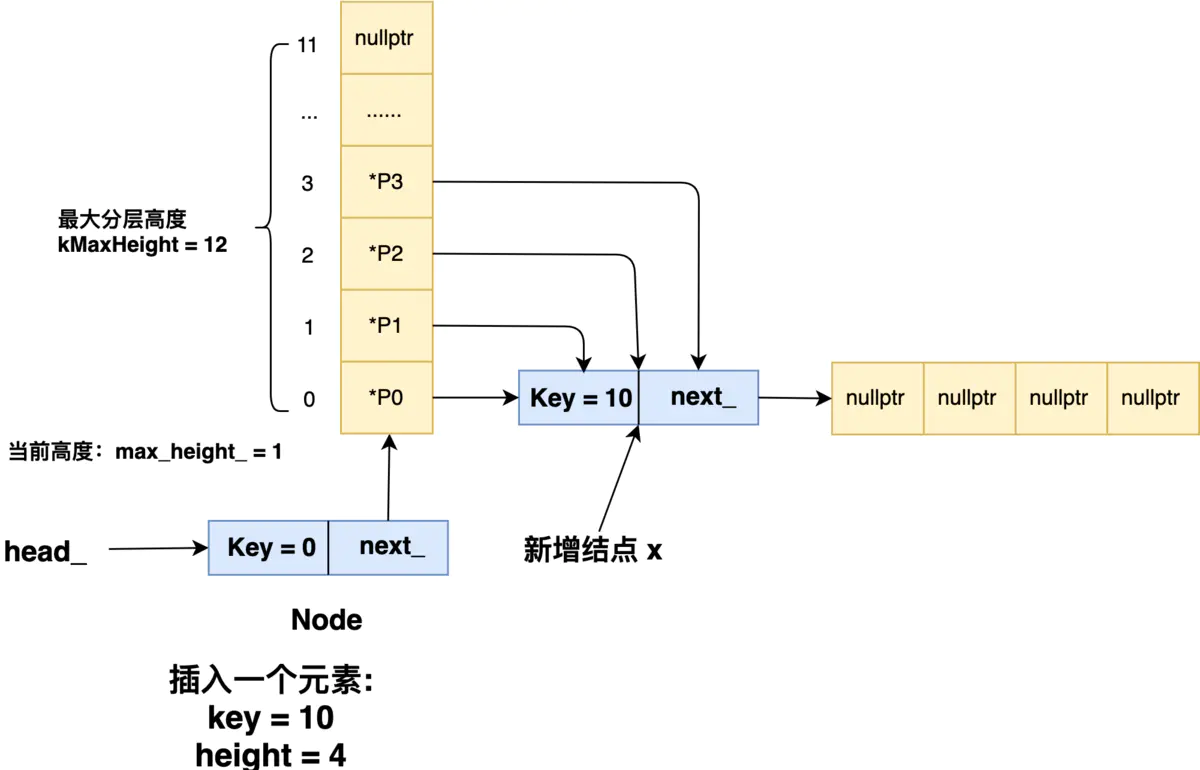 11
nullptr
...
......
3
*P3
最大分层高度
kMaxHeight = 12
2
*P2
1
*P1
0
*P0
Key = 10
next_
nullptr
nullptr
nullptr
nullptr
当前高度：max_height_ = 1
head_
Key = 0
next_
新增结点 x
Node
插入一个元素:
key = 10
height = 4